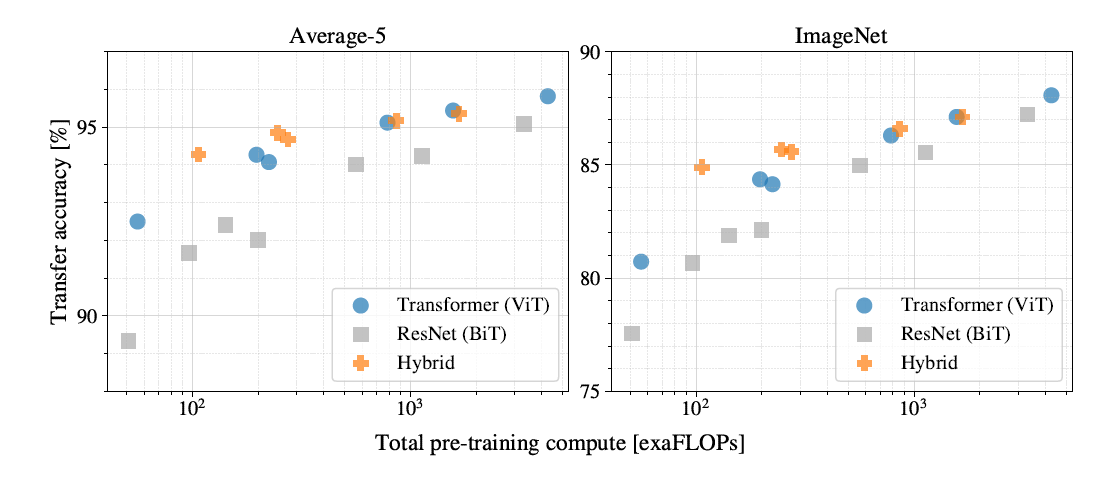 Average-5
ImageNet
Transfer accuracy [%]
95
90
10²
10³
Transformer (ViT)
ResNet (BiT)
Hybrid
90
85
80
75
10²
10³
Transformer (ViT)
ResNet (BiT)
Hybrid
Total pre-training compute [exaFLOPs]